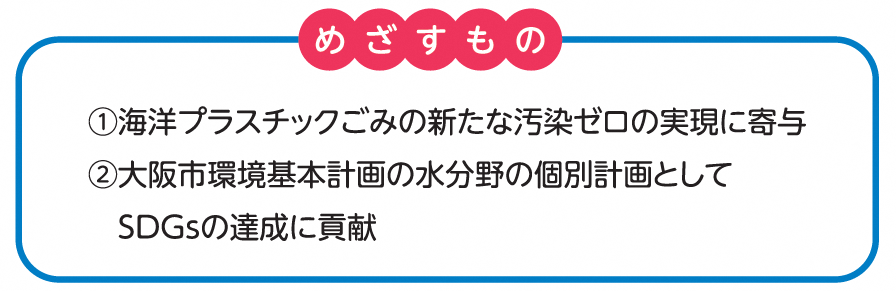 めざすもの
①海洋プラスチックごみの新たな汚染ゼロの実現に寄与
②大阪市環境基本計画の水分野の個別計画として
SDGsの達成に貢献